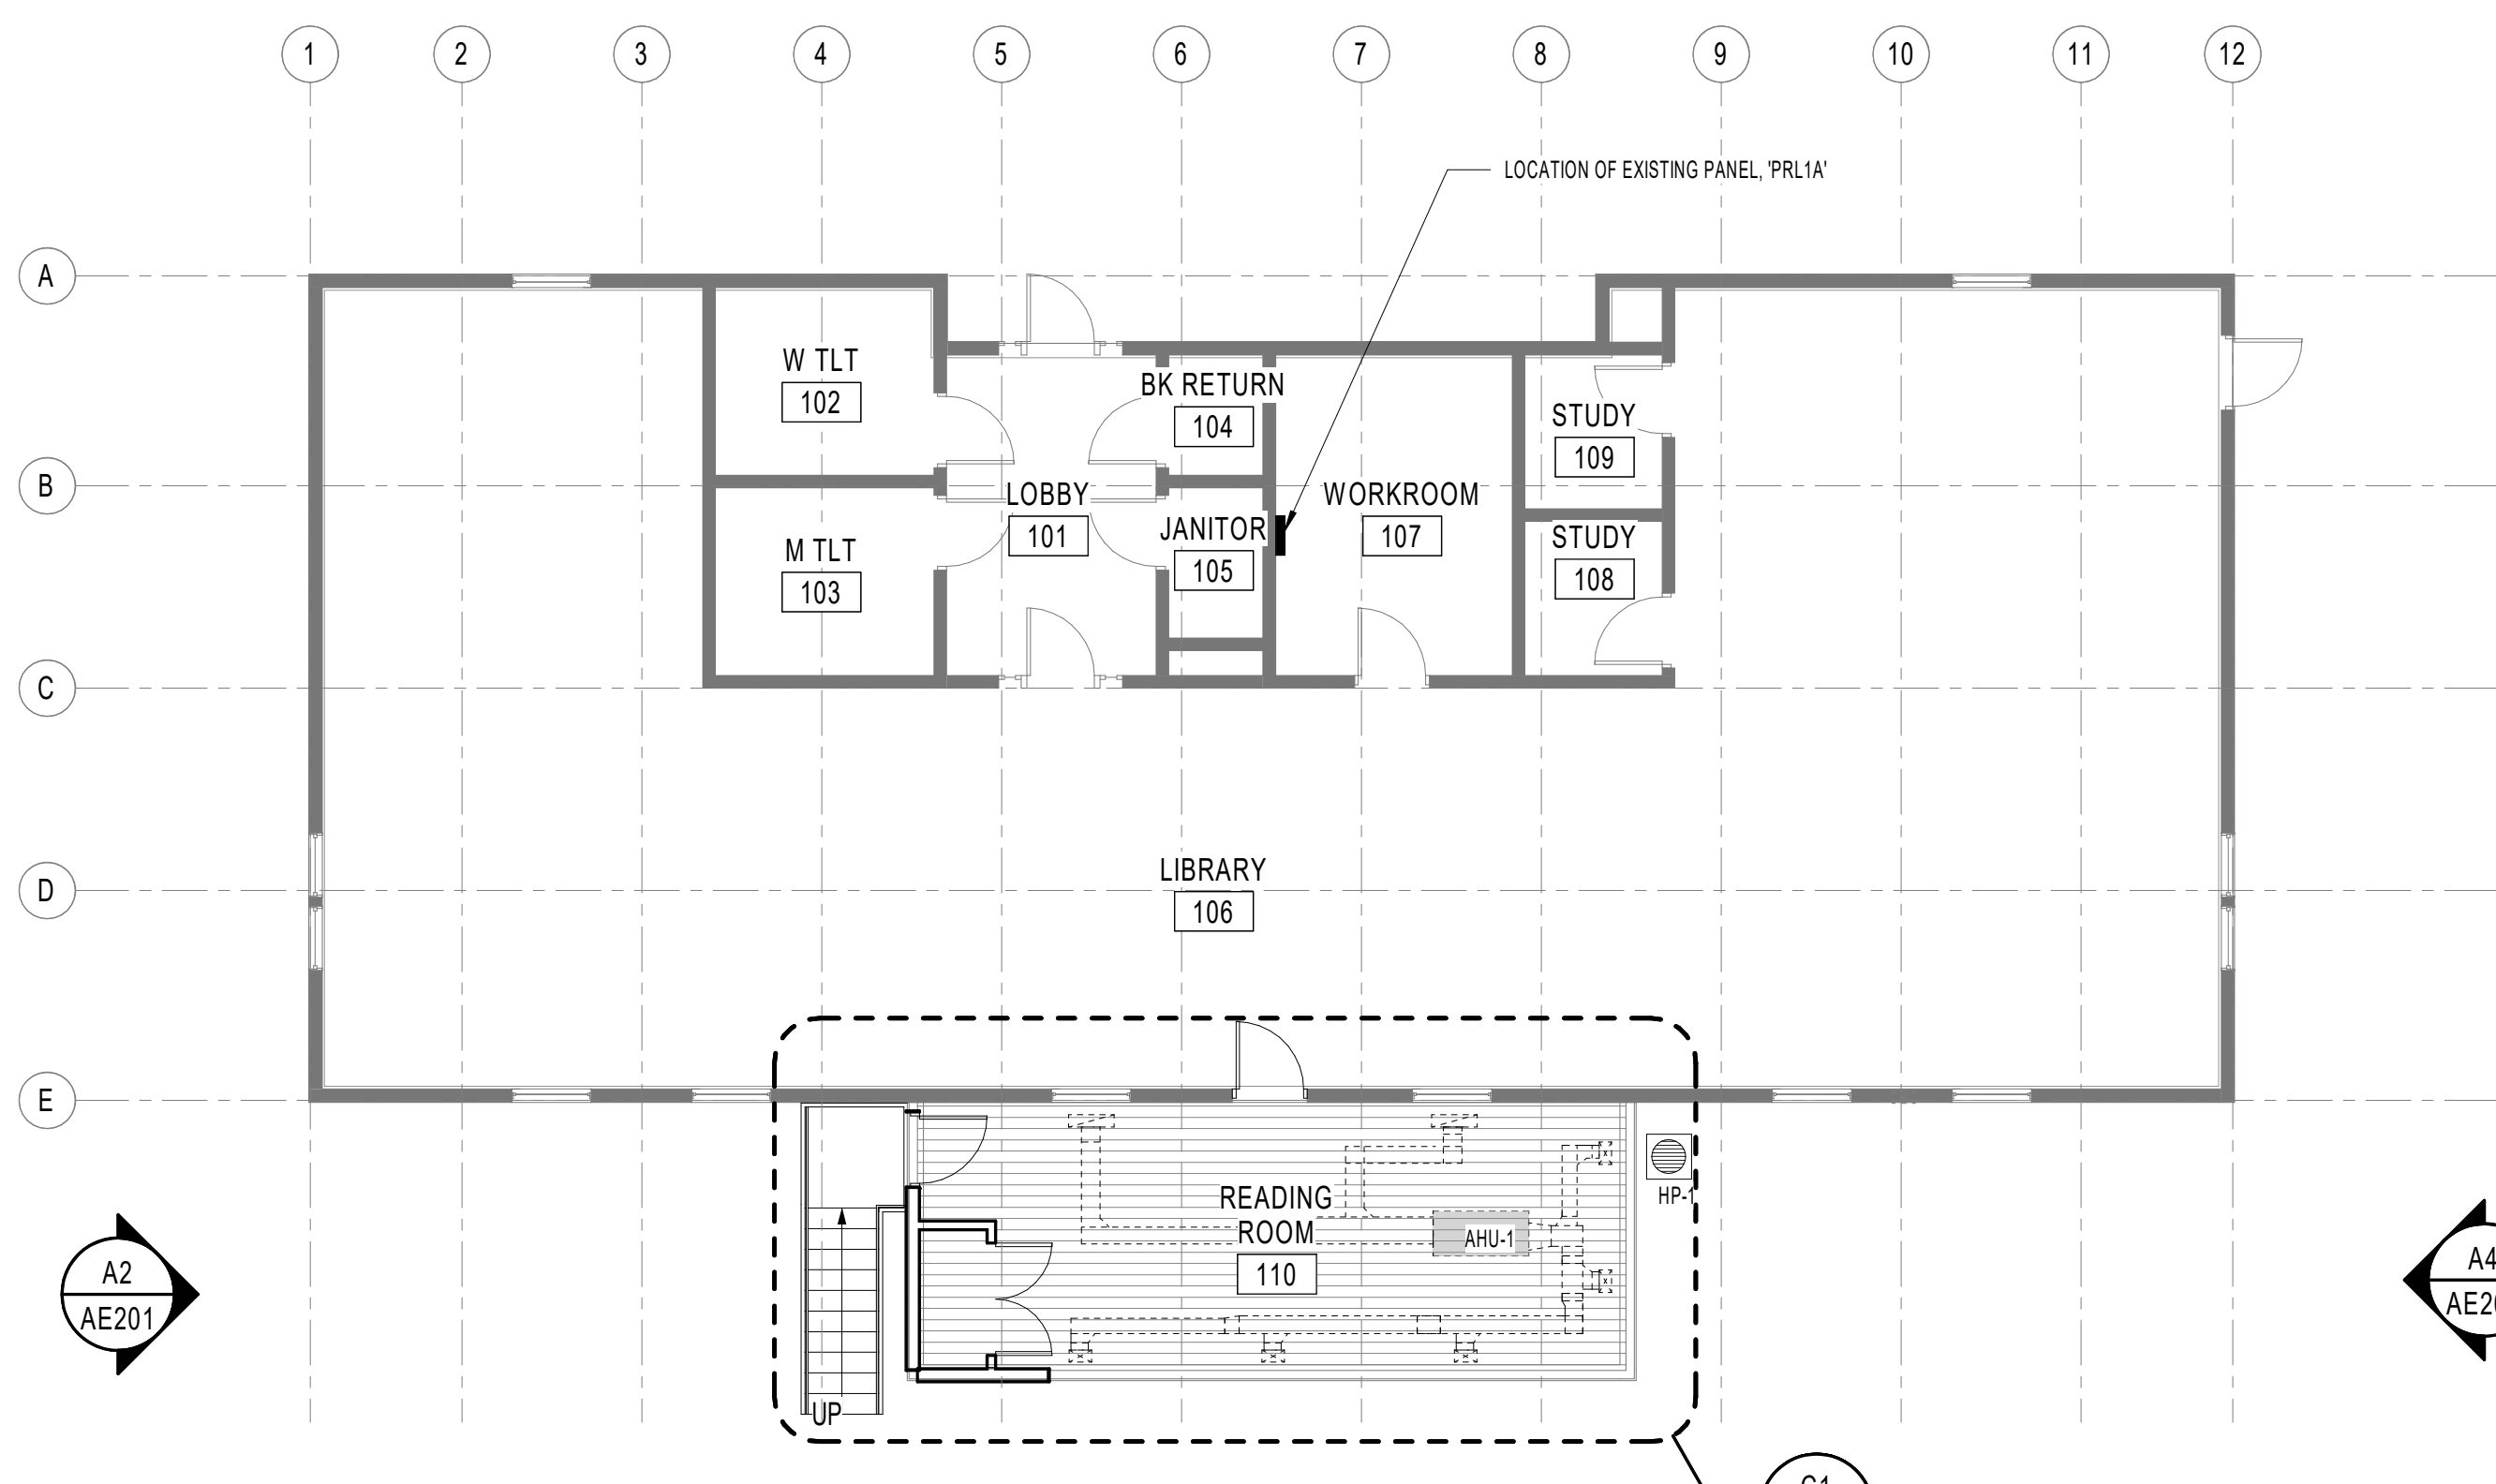 1 2 3 4 5 6 7 8 9 10 11 12
LOCATION OF EXISTING PANEL, 'PRL1A'
A
W TLT
102
BK RETURN
104
STUDY
109
B
LOBBY
101
WORKROOM
107
JANITOR
105
STUDY
108
M TLT
103
C
LIBRARY
106
D
E
READING
ROOM
110
HP-1
AHU-1
A2
AE201
A4
UP